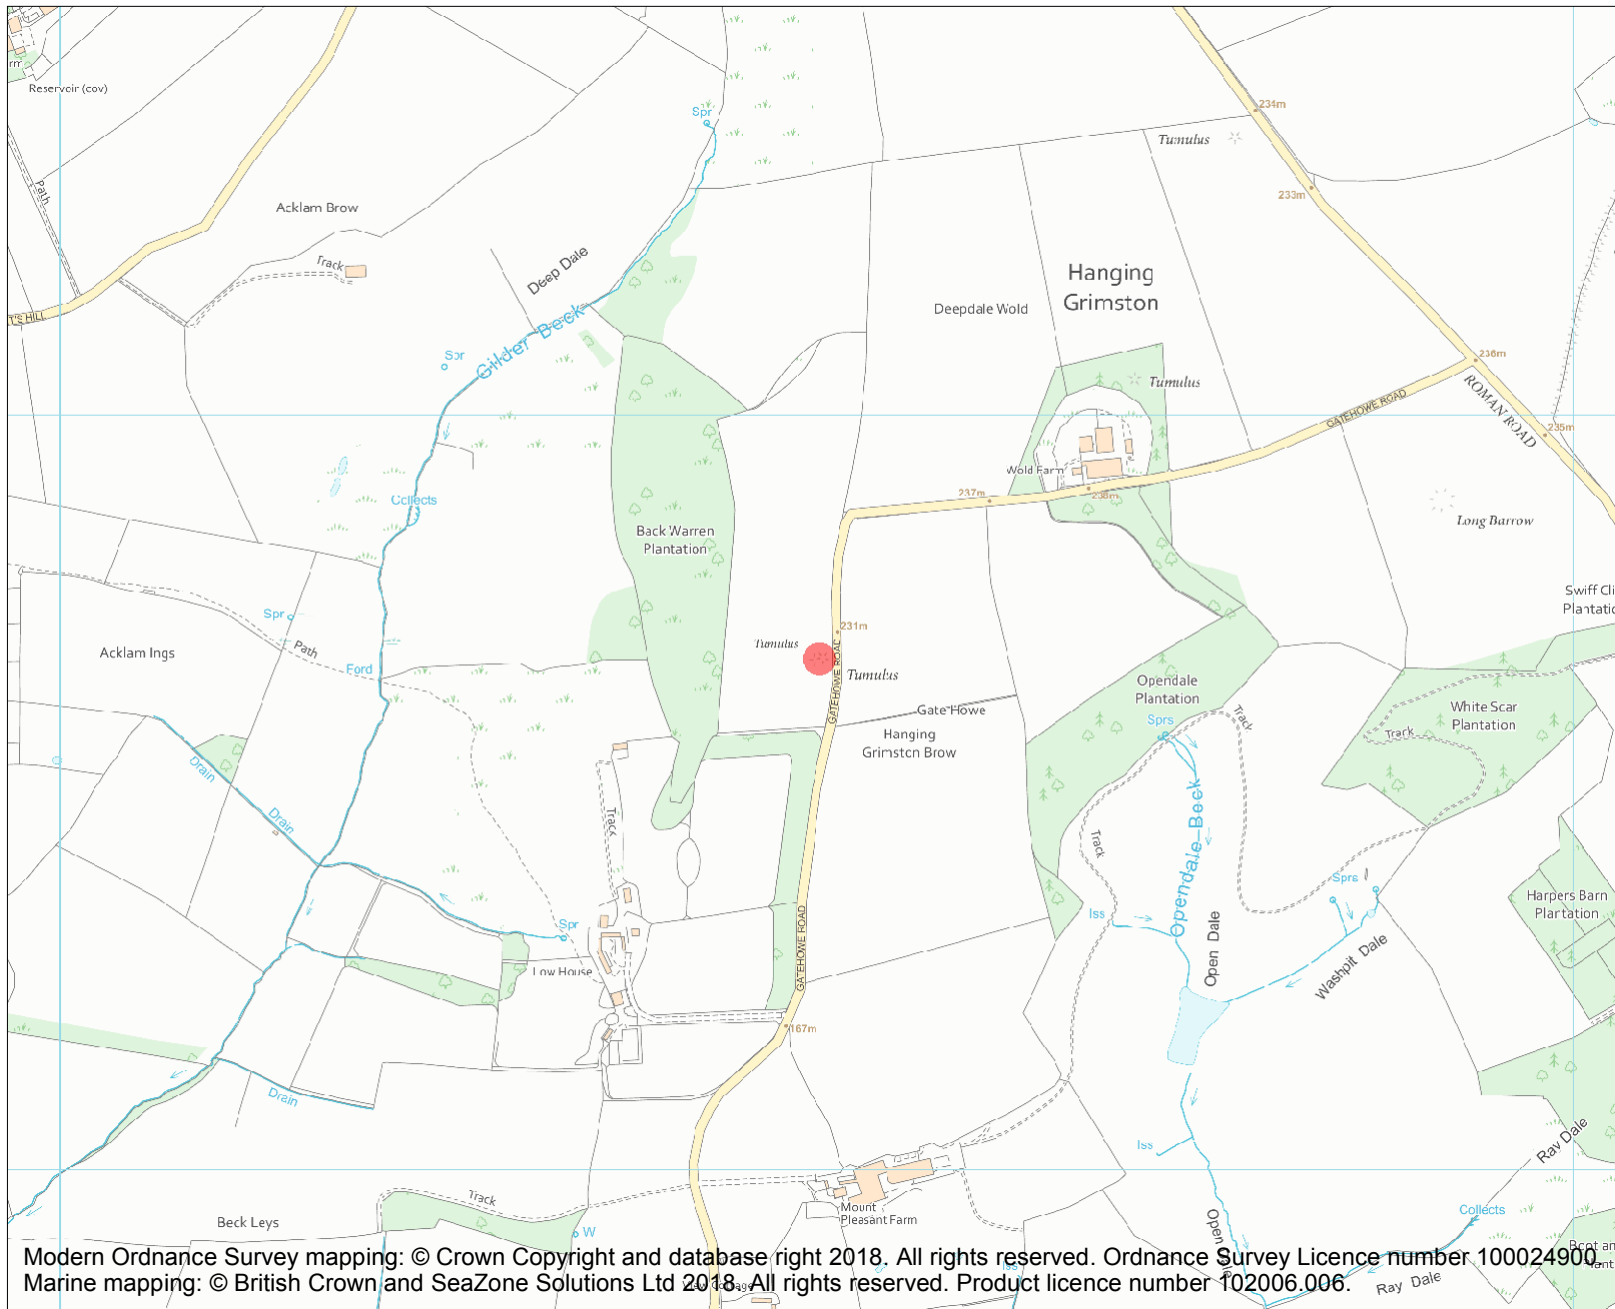 Reservoir (cov)
Path
Acklam Brow
Track
Deep Dale
Gilder Beck
Spr
Spr
Tumulus
234m
233m
Hanging
Grimston
Deepdale Wold
Tumulus
236m
ROMAN ROAD
235m
GATEHOWE ROAD
Wold Farm
237m
238m
Long Barrow
Collects
Back Warren
Plantation
Spr
Path
Acklam Ings
Ford
Tumulus
231m
GATEHOWE ROAD
Tumulus
Gate Howe
Hanging
Grimston Brow
Opendale
Plantation
Sprs
Track
White Scar
Plantation
Track
Drain
Drain
Track
Track
Opendale Beck
Sprs
Harpers Barn
Plantation
Iss
Open Dale
Washpit Dale
Spr
Low House
GATEHOWE ROAD
167m
Drain
Iss
Ray Dale
Track
Beck Leys
W
Mount
Pleasant Farm
Collects
Iss
Ray Dale
Modern Ordnance Survey mapping: © Crown Copyright and database right 2018. All rights reserved. Ordnance Survey Licence number 100024900.
Marine mapping: © British Crown and SeaZone Solutions Ltd 2018. All rights reserved. Product licence number 102006.006.